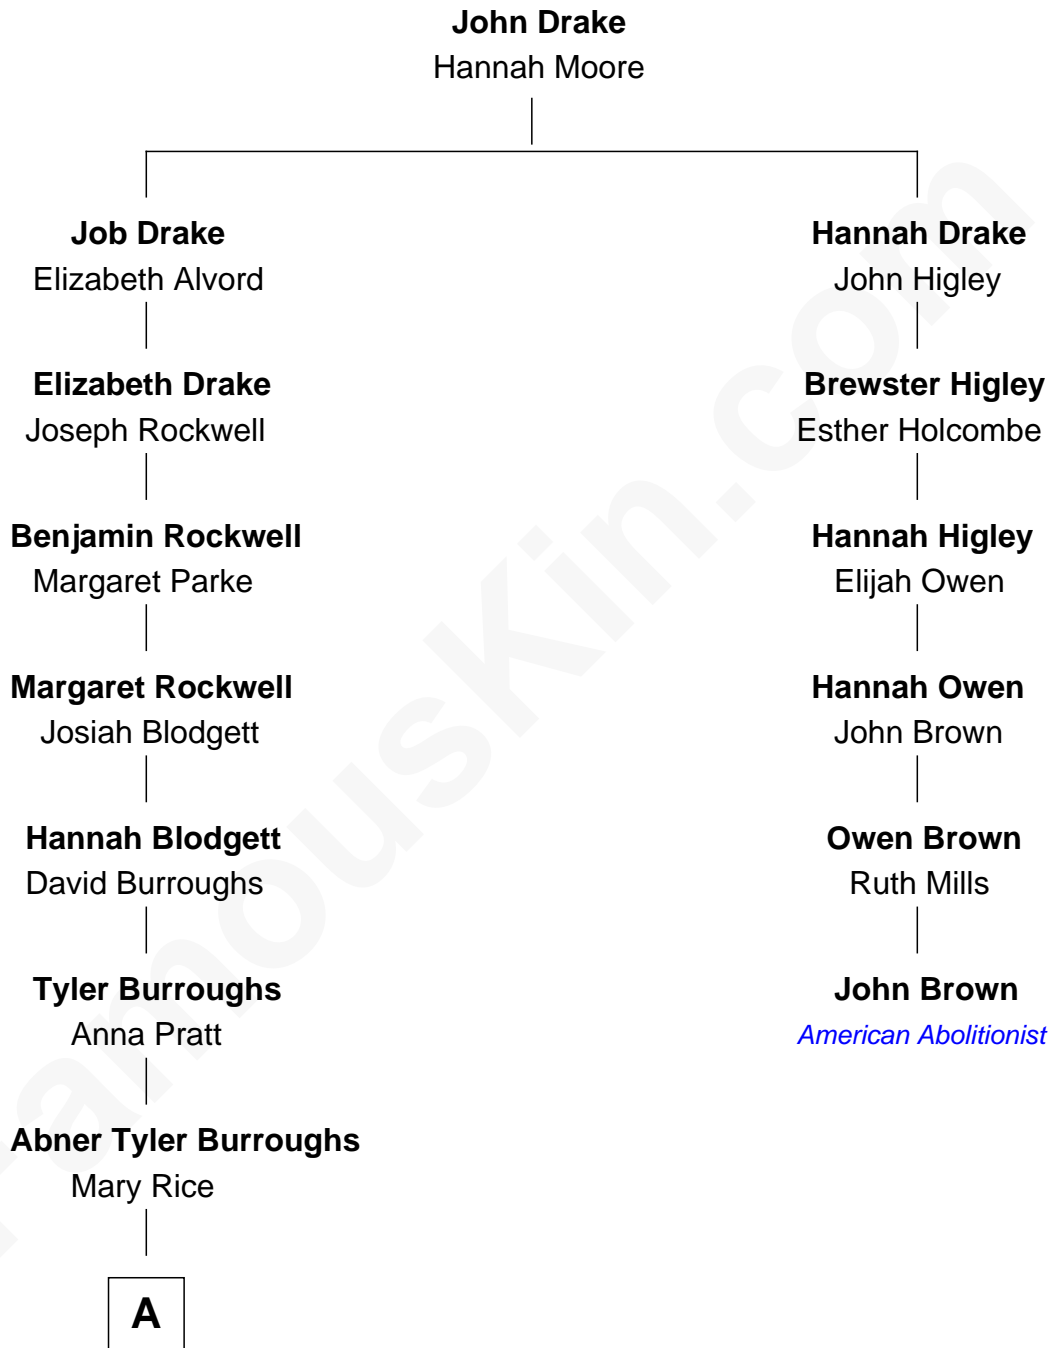 John Drake
Hannah Moore
Job Drake
Elizabeth Alvord
Hannah Drake
John Higley
Elizabeth Drake
Joseph Rockwell
Brewster Higley
Esther Holcombe
Benjamin Rockwell
Margaret Parke
Hannah Higley
Elijah Owen
Margaret Rockwell
Josiah Blodgett
Hannah Owen
John Brown
Hannah Blodgett
David Burroughs
Owen Brown
Ruth Mills
Tyler Burroughs
Anna Pratt
John Brown
American Abolitionist
Abner Tyler Burroughs
Mary Rice
A
FamousKin.com